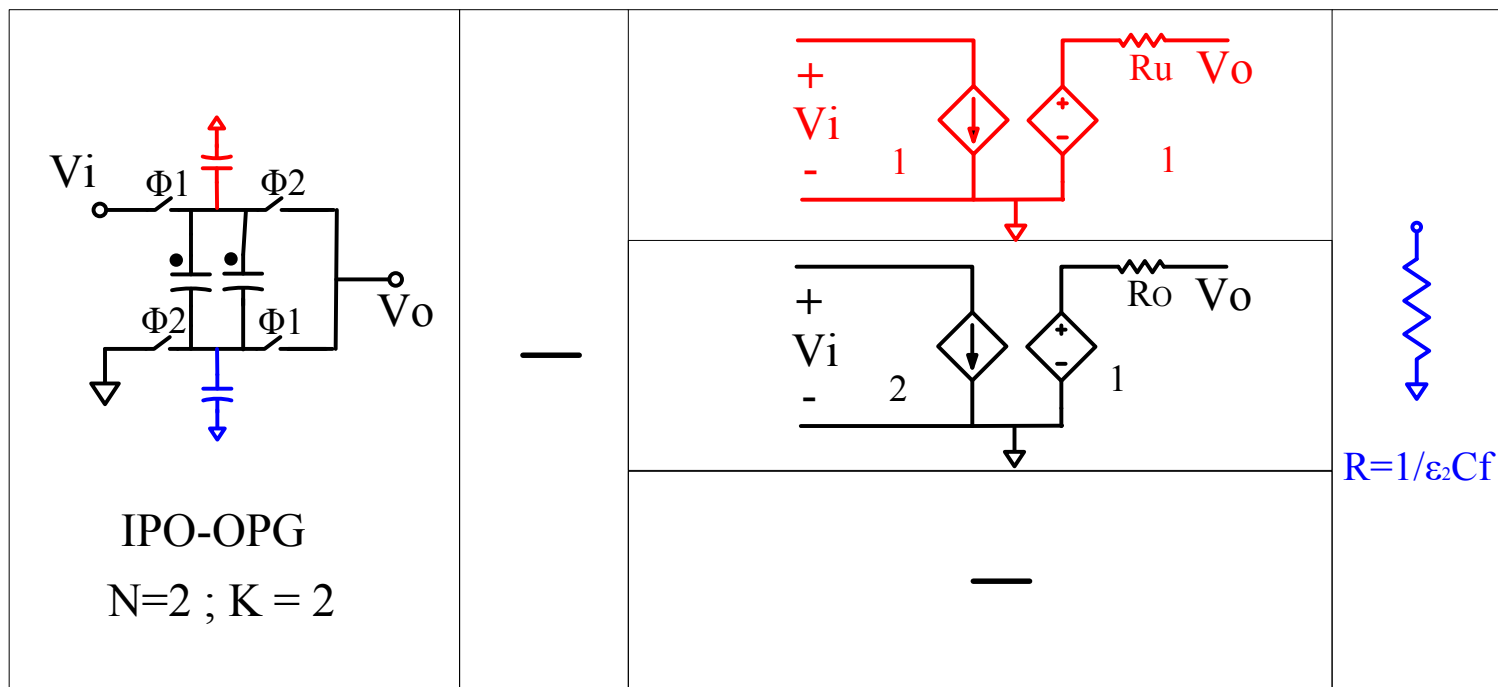 Vi
Φ1
Φ2
Φ2
Φ1
Vo
IPO-OPG
N=2 ; K = 2
—
+
Vi
-
1
+
-
1
Ru
Vo
+
Vi
-
2
+
-
1
RO
Vo
—
R=1/ε₂Cf